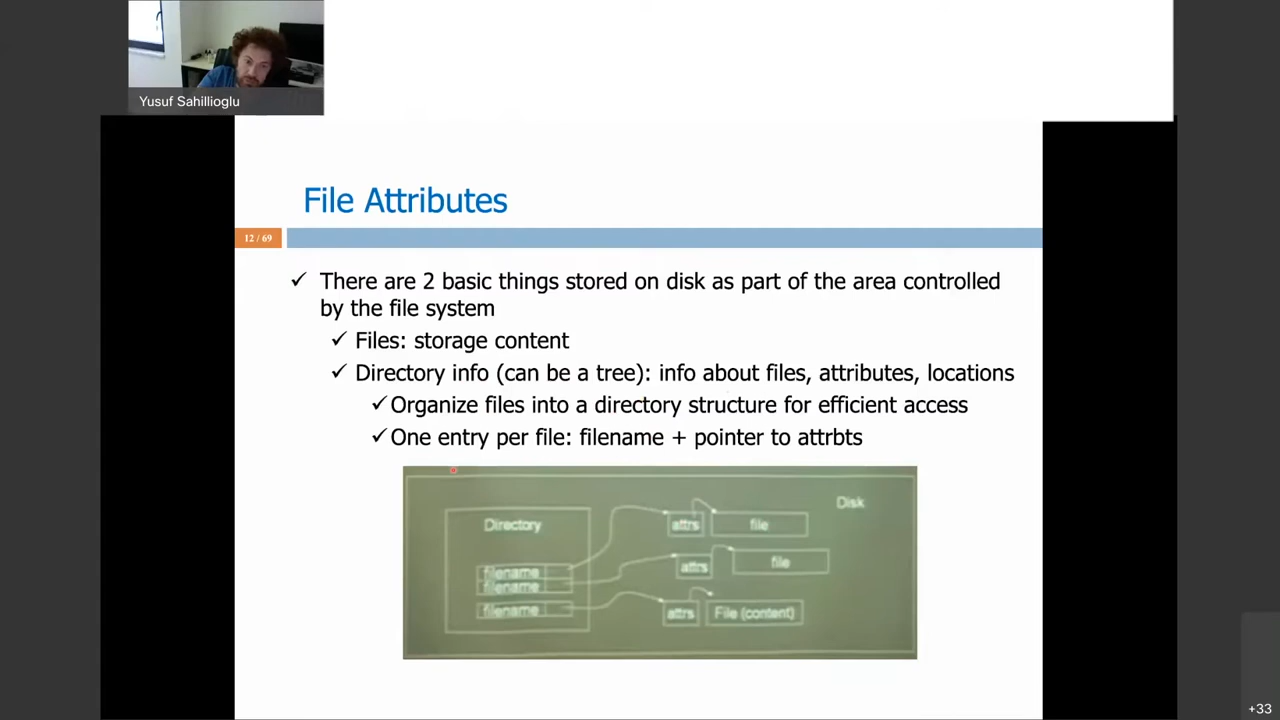 Yusuf Sahillioglu
File Attributes
12 / 69
✓ There are 2 basic things stored on disk as part of the area controlled
by the file system
✓ Files: storage content
✓ Directory info (can be a tree): info about files, attributes, locations
✓Organize files into a directory structure for efficient access
✓One entry per file: filename + pointer to attrbts
Disk
Directory
attrs file
attrs file
filename
filename
filename
attrs File (content)
+33